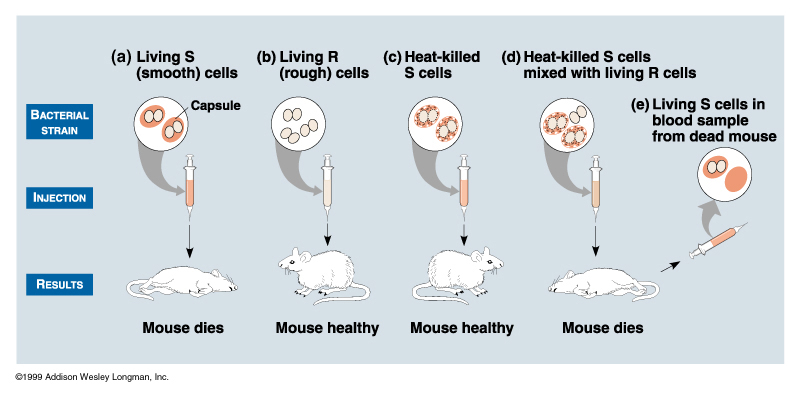 (a) Living S
(smooth) cells
(b) Living R
(rough) cells
(c) Heat-killed
S cells
(d) Heat-killed S cells
mixed with living R cells
BACTERIAL
STRAIN
Capsule
(e) Living S cells in
blood sample
from dead mouse
INJECTION
RESULTS
Mouse dies
Mouse healthy
Mouse healthy
Mouse dies
©1999 Addison Wesley Longman, Inc.